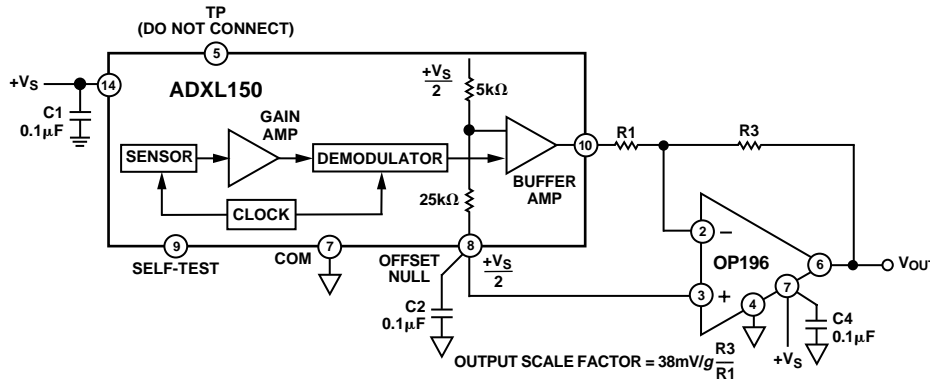 TP
(DO NOT CONNECT)
5
+VS
14
ADXL150
+VS
2
5kΩ
C1
0.1µF
GAIN
AMP
SENSOR
DEMODULATOR
10
R1
R3
BUFFER
AMP
25kΩ
CLOCK
9
SELF-TEST
COM
7
OFFSET
NULL
8
+VS
2
C2
0.1µF
2
−
OP196
3
+
6
VOUT
7
4
C4
0.1µF
+VS
OUTPUT SCALE FACTOR = 38mV/g R3
R1